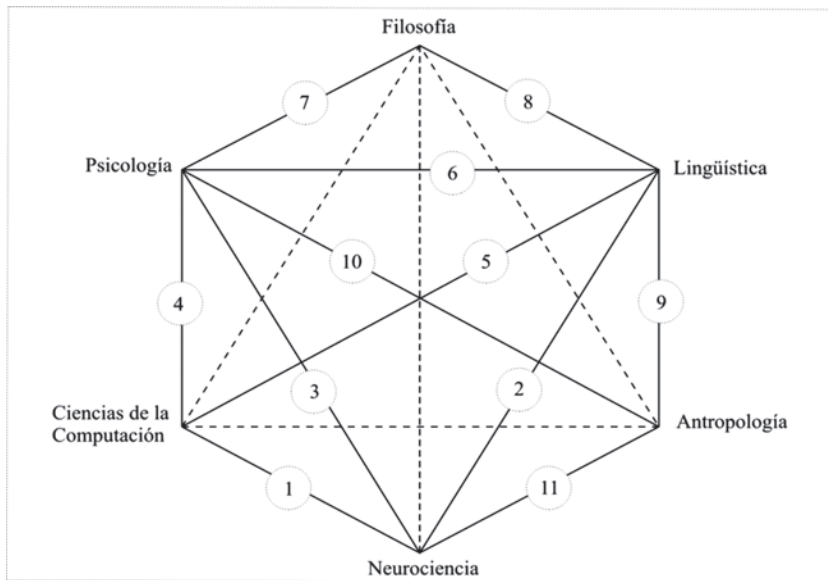 Filosofía
7
8
Psicología
6
Lingüística
10
5
4
9
3
2
Ciencias de la
Computación
Antropología
1
11
Neurociencia